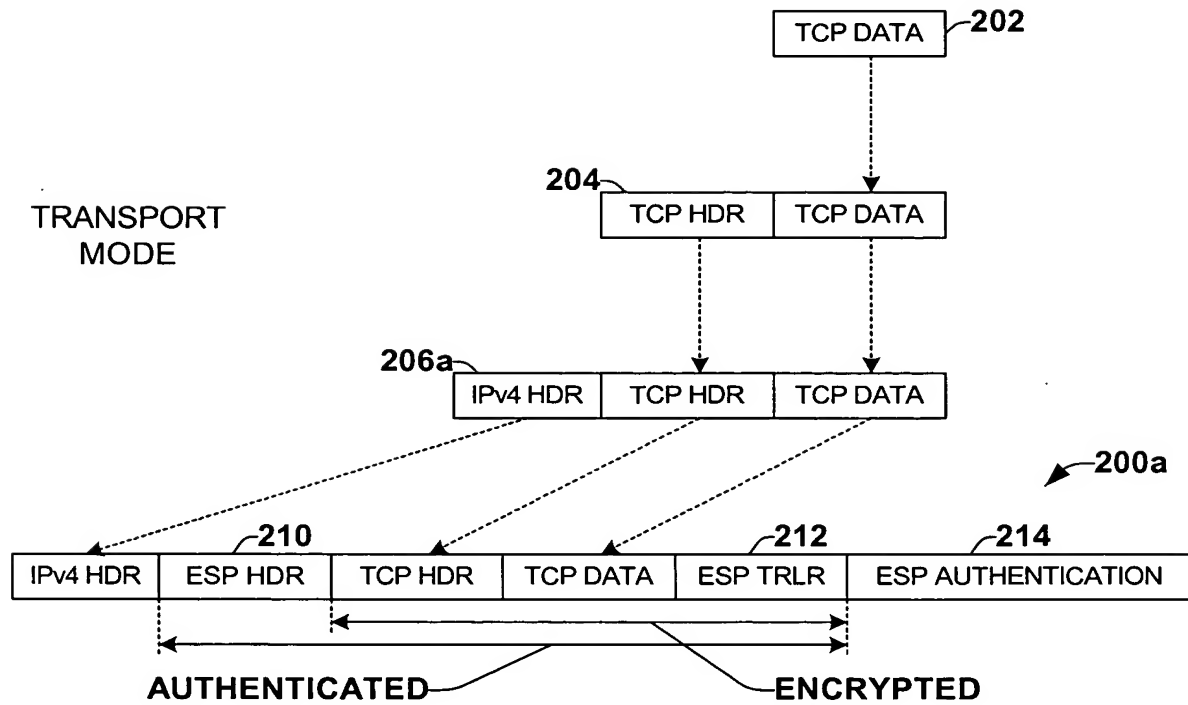 TCP DATA 202
204
TCP HDR TCP DATA
TRANSPORT
MODE
206a
IPv4 HDR TCP HDR TCP DATA
200a
210 212 214
IPv4 HDR ESP HDR TCP HDR TCP DATA ESP TRLR ESP AUTHENTICATION
AUTHENTICATED ENCRYPTED